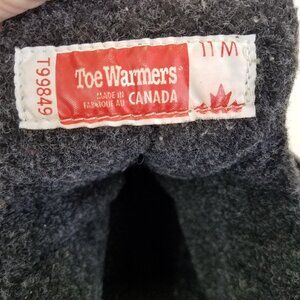 T99849
Toe Warmers
MADE IN
FABRIQUÉ AU CANADA
11 W